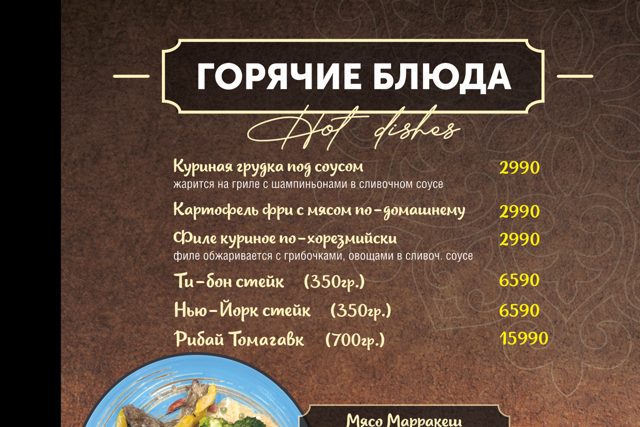 ГОРЯЧИЕ БЛЮДА
Hot dishes
Куриная грудка под соусом 2990
жарится на гриле с шампиньонами в сливочном соусе
Картофель фри с мясом по-домашнему 2990
Филе куриное по-хорезмийски 2990
филе обжаривается с грибочками, овощами в сливоч. соусе
Ти-бон стейк (350гр.) 6590
Нью-Йорк стейк (350гр.) 6590
Рибай Томагавк (700гр.) 15990
Мясо Марракеш